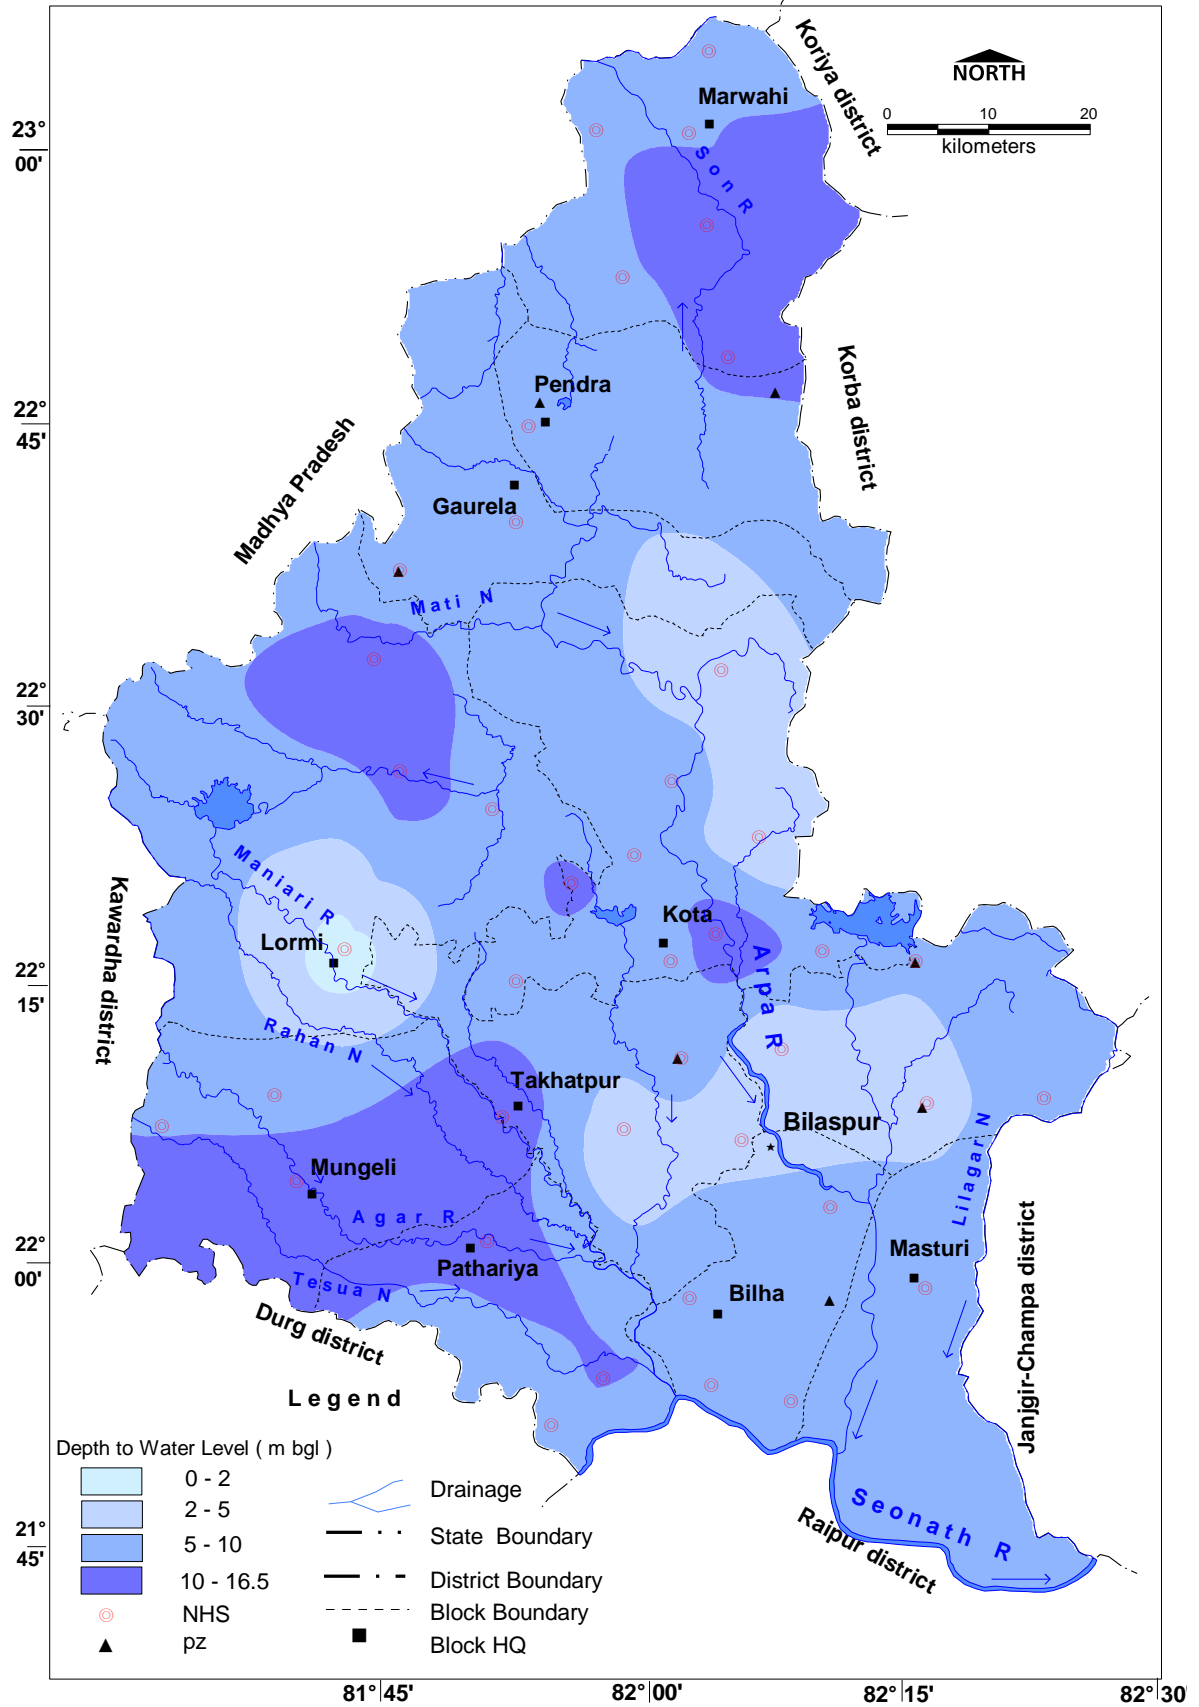 Koriya district
NORTH
0 10 20
kilometers
Marwahi
23°
00'
Son R
Korba district
Pendra
22°
45'
Madhya Pradesh
Gaurela
Mati N
22°
30'
Maniari R
Kawardha district
Lormi
Kota
Arpa R
22°
15'
Rahan N
Takhatpur
Bilaspur
Lilagar N
Mungeli
Agar R
Pathariya
Masturi
22°
00'
Tesua N
Bilha
Durg district
Janjgir-Champa district
Legend
Depth to Water Level ( m bgl )
0 - 2
2 - 5
5 - 10
10 - 16.5
NHS
pz
Drainage
State Boundary
District Boundary
Block Boundary
Block HQ
Seonath R
Raipur district
21°
45'
81°45' 82°00' 82°15' 82°30'